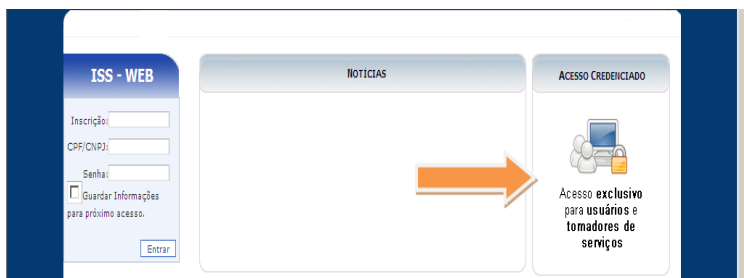 ISS - WEB
Inscrição:
CPF/CNPJ:
Senha:
Guardar Informações
para próximo acesso.
Entrar
NOTÍCIAS
ACESSO CREDENCIADO
Acesso exclusivo
para usuários e
tomadores de
serviços